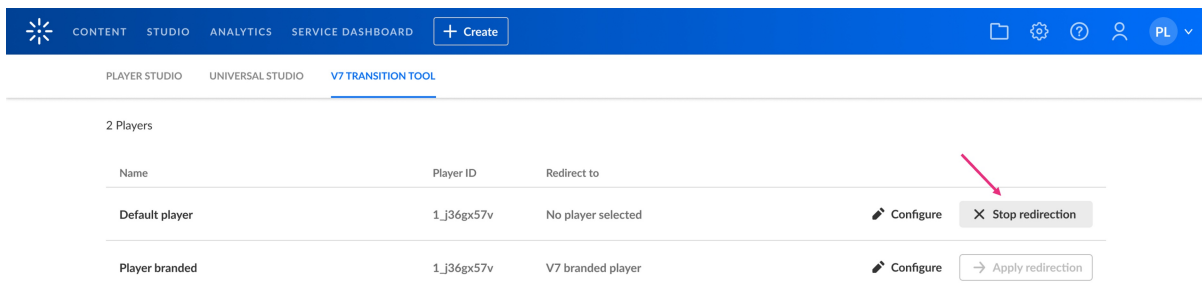 CONTENT STUDIO ANALYTICS SERVICE DASHBOARD + Create PL
PLAYER STUDIO UNIVERSAL STUDIO V7 TRANSITION TOOL
2 Players
Name Player ID Redirect to
Default player 1_j36gx57v No player selected Configure Stop redirection
Player branded 1_j36gx57v V7 branded player Configure Apply redirection